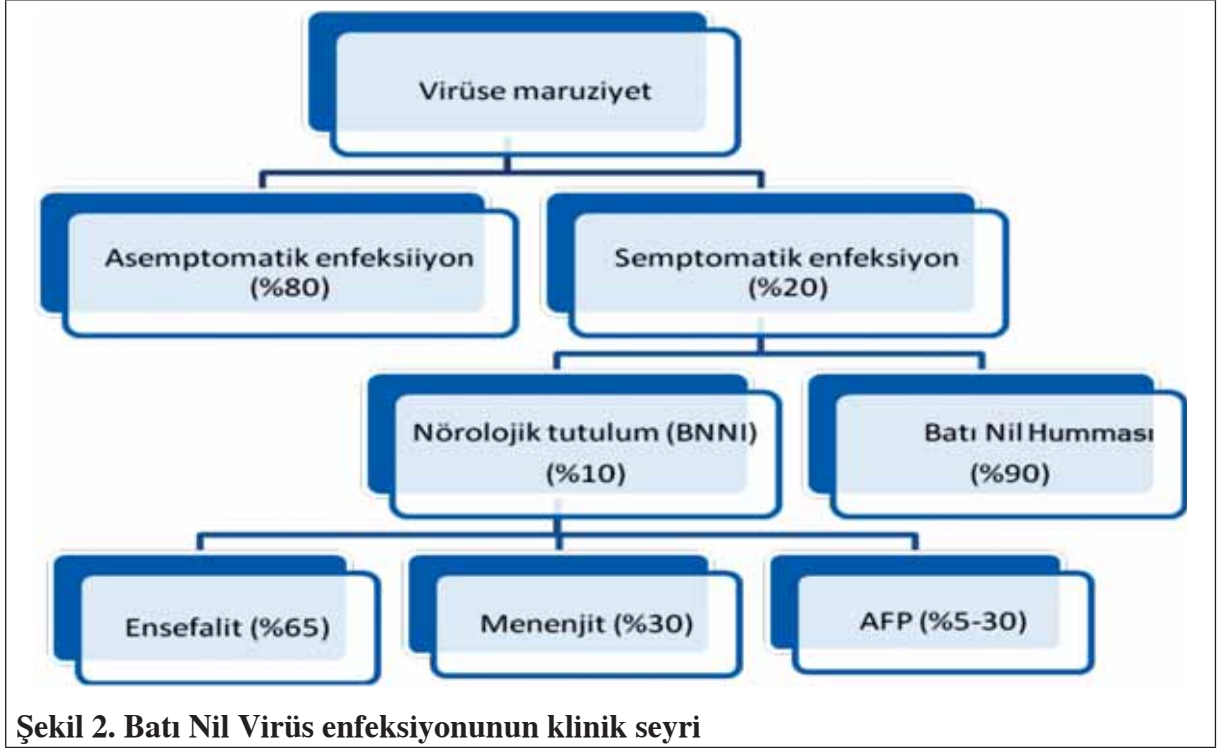 Virüse maruziyet
Asemptomatik enfeksiiyon
(%80)
Semptomatik enfeksiyon
(%20)
Nörolojik tutulum (BNNI)
(%10)
Batı Nil Humması
(%90)
Ensefalit (%65)
Menenjit (%30)
AFP (%5-30)
Şekil 2. Batı Nil Virüs enfeksiyonunun klinik seyri